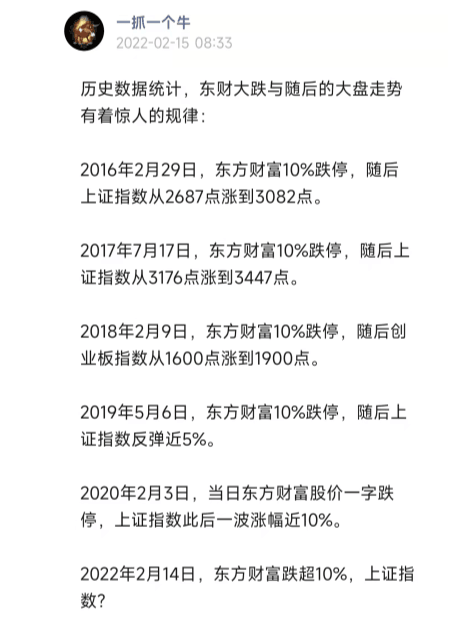 一抓一个牛
2022-02-15 08:33
历史数据统计，东财大跌与随后的大盘走势
有着惊人的规律：
2016年2月29日，东方财富10%跌停，随后
上证指数从2687点涨到3082点。
2017年7月17日，东方财富10%跌停，随后上
证指数从3176点涨到3447点。
2018年2月9日，东方财富10%跌停，随后创
业板指数从1600点涨到1900点。
2019年5月6日，东方财富10%跌停，随后上
证指数反弹近5%。
2020年2月3日，当日东方财富股价一字跌
停，上证指数此后一波涨幅近10%。
2022年2月14日，东方财富跌超10%，上证指
数？